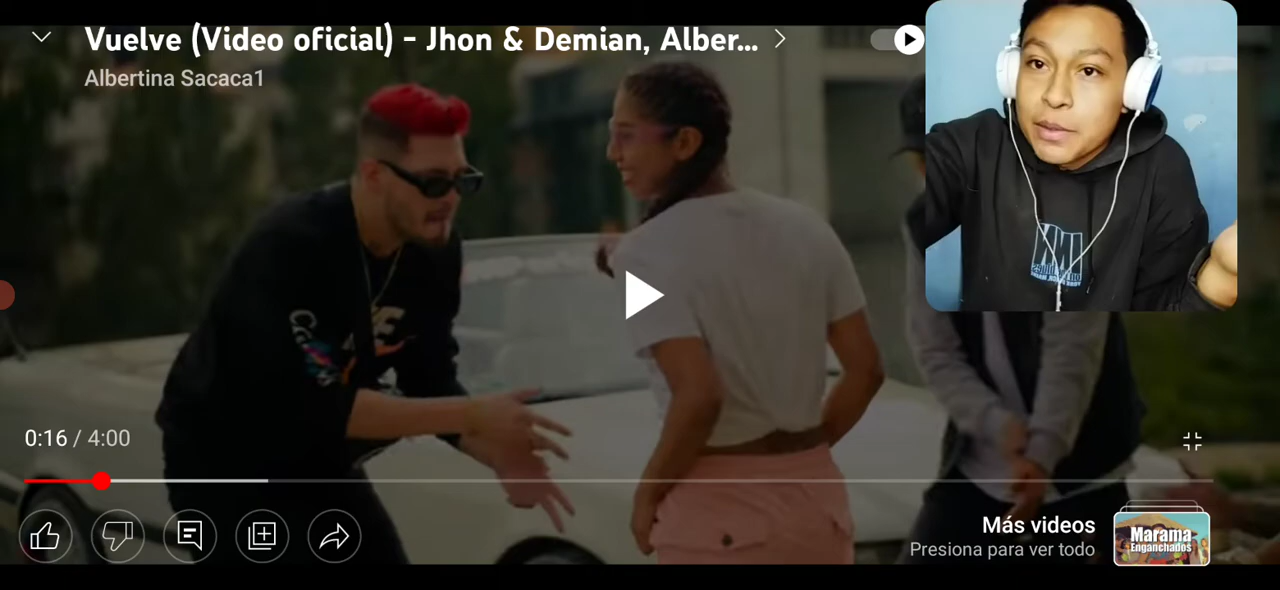 Vuelve (Video oficial) - Jhon & Demian, Alber...
Albertina Sacaca1
0:16 / 4:00
Más videos
Presiona para ver todo
Marama
Enganchados